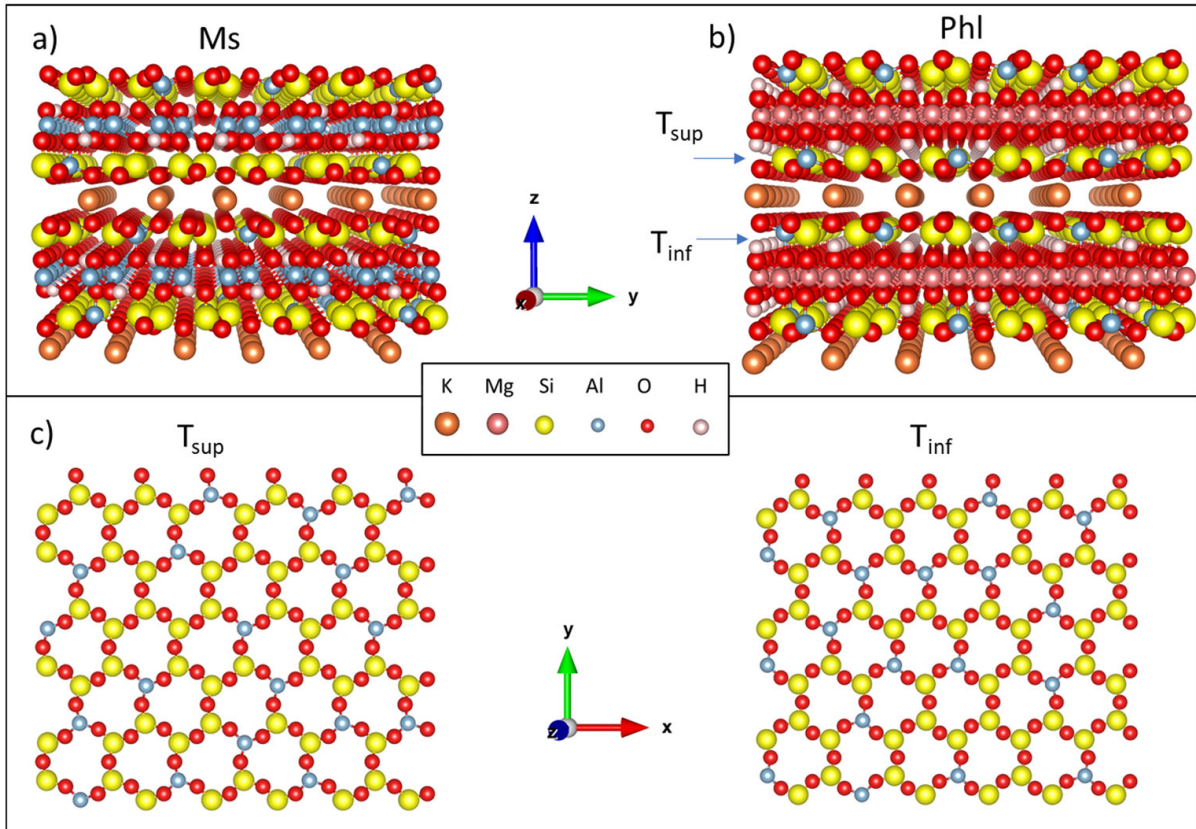 a) Ms
b) Phl
T_sup
T_inf
z
x y
K Mg Si Al O H
c) T_sup
T_inf
y
z x